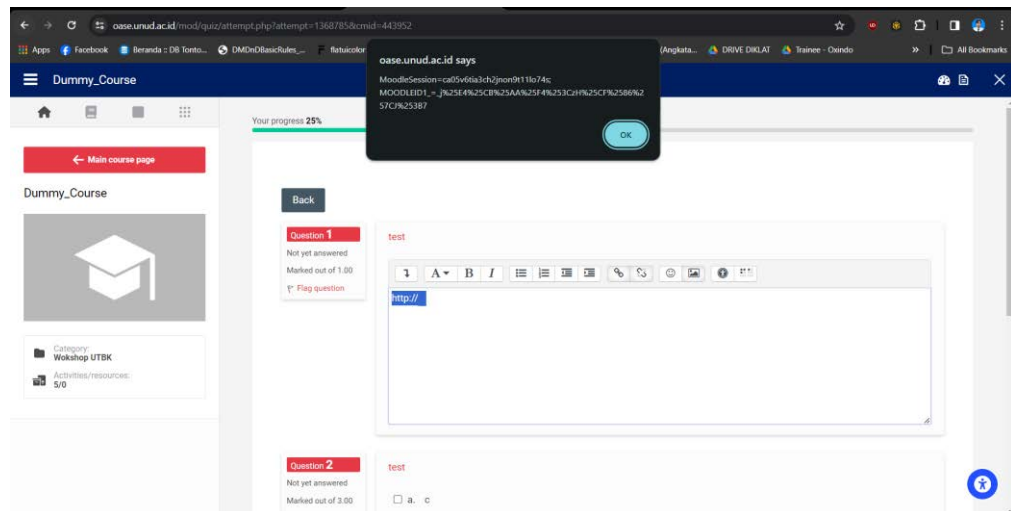 oase.unud.ac.id/mod/quiz/attempt.php?attempt=1368785&cmid=443952
Apps Facebook Beranda :: DB Tonto... DMDnDBasicRules_... flatuicolor (Angkata... DRIVE DIKLAT Trainee - Oxindo » All Bookmarks
oase.unud.ac.id says
MoodleSession=ca05v6tia3ch2jnon9t11lo74s;
MOODLEID1_=_j%25E4%25CB%25AA%25F4%253CzH%25CF%2586%2
57CJ%253B7
OK
Dummy_Course
Your progress 25%
← Main course page
Dummy_Course
Category:
Wokshop UTBK
Activities/resources:
5/0
Back
Question 1
Not yet answered
Marked out of 1.00
Flag question
test
A B I
http://
Question 2
Not yet answered
Marked out of 3.00
test
a. c